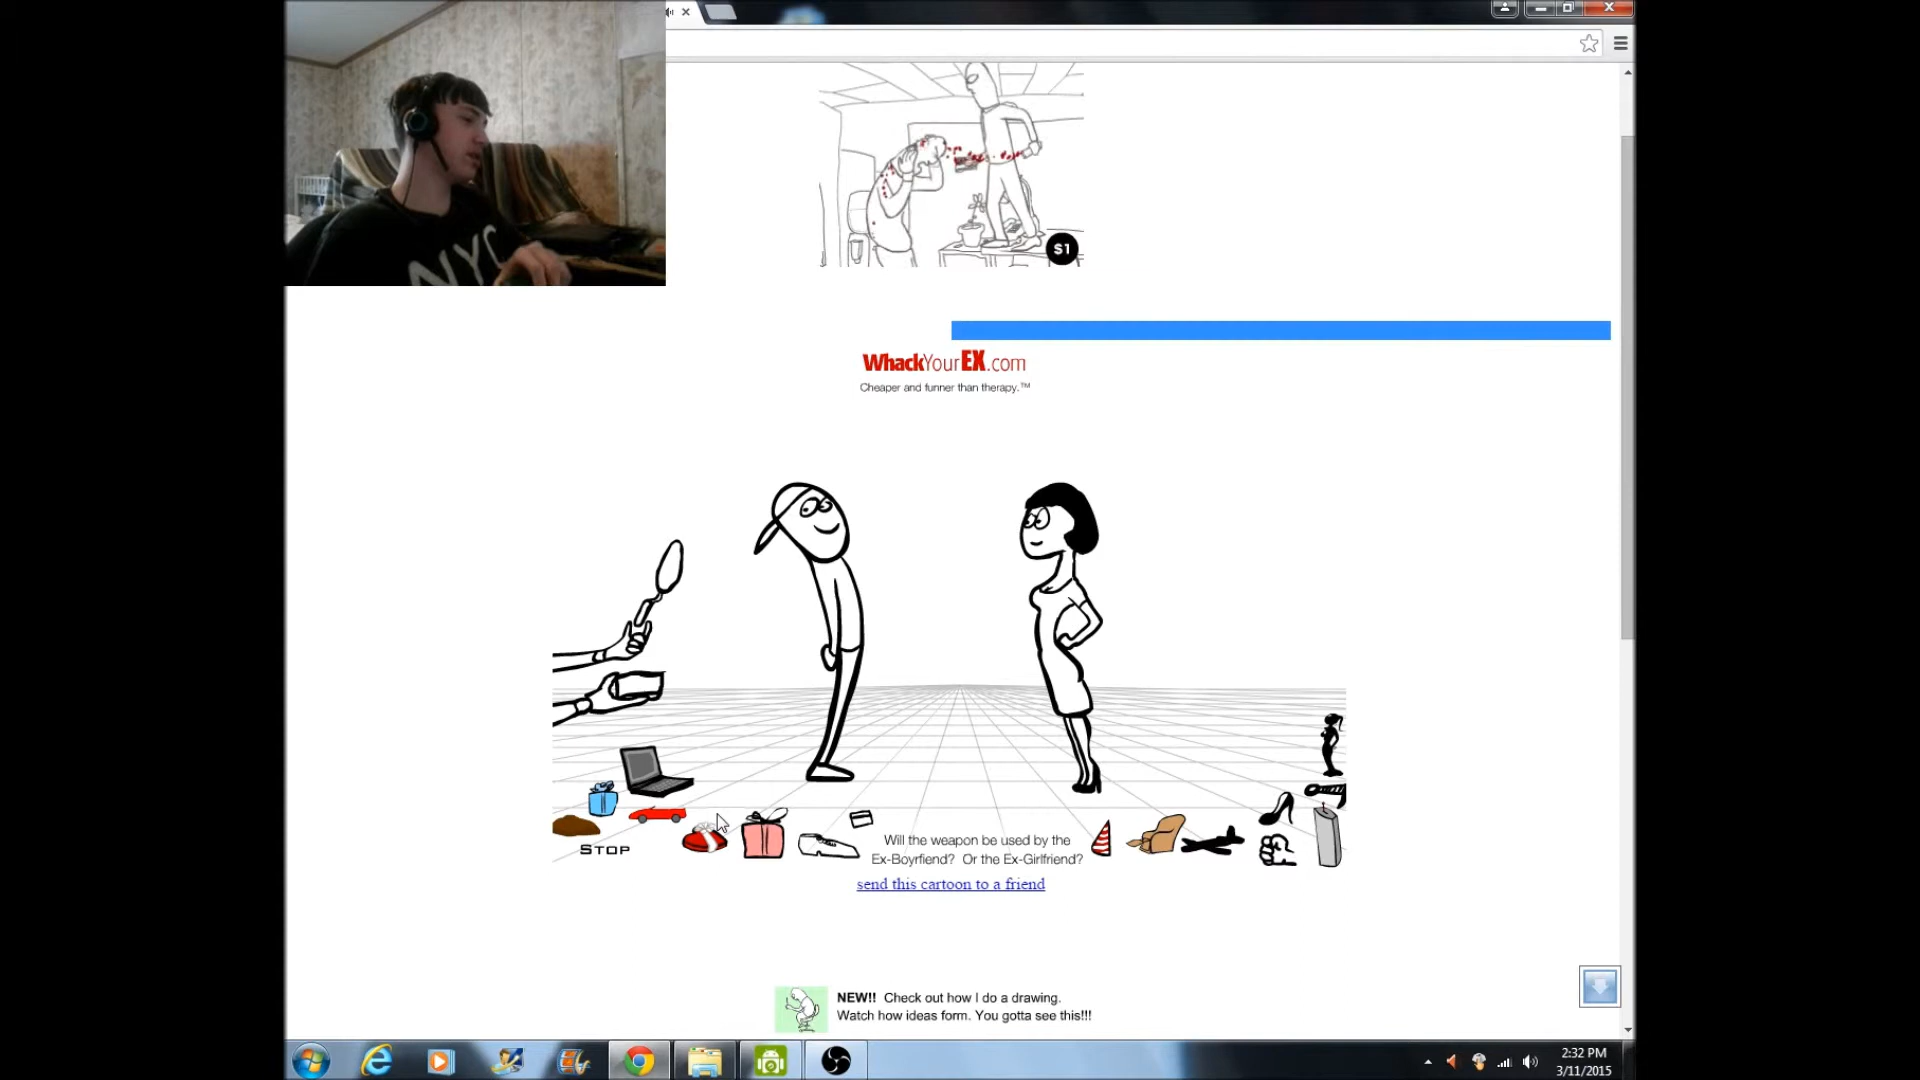 NYC
$1
WhackYourEX.com
Cheaper and funner than therapy.™
STOP
Will the weapon be used by the
Ex-Boyrfiend? Or the Ex-Girlfriend?
send this cartoon to a friend
NEW!! Check out how I do a drawing.
Watch how ideas form. You gotta see this!!!
2:32 PM
3/11/2015